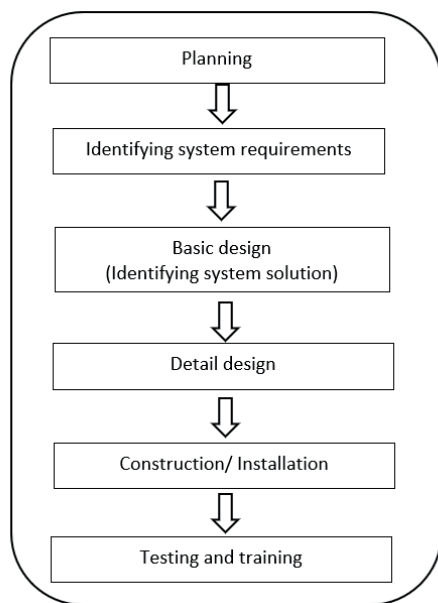 Planning
Identifying system requirements
Basic design
(Identifying system solution)
Detail design
Construction/ Installation
Testing and training